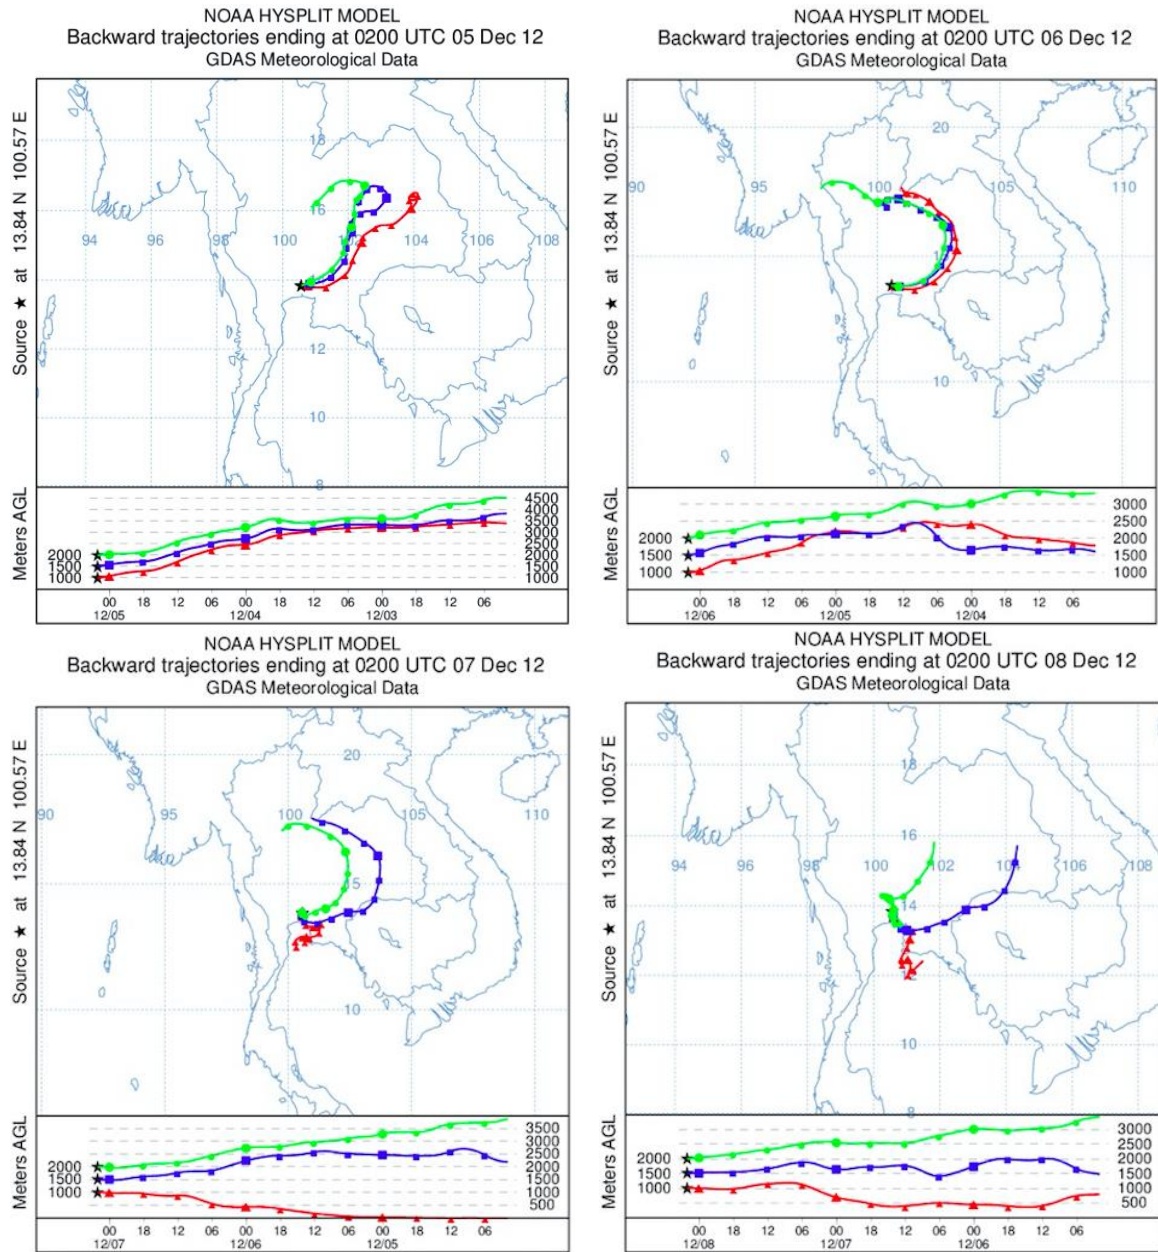 NOAA HYSPLIT MODEL
Backward trajectories ending at 0200 UTC 05 Dec 12
GDAS Meteorological Data
Source ★ at 13.84 N 100.57 E
18
16
94 96 98 100 102 104 106 108
12
10
8
Meters AGL
4500
4000
3500
3000
2500
2000 2000
1500 1500
1000 1000
00 18 12 06 00 18 12 06 00 18 12 06
12/05 12/04 12/03
NOAA HYSPLIT MODEL
Backward trajectories ending at 0200 UTC 06 Dec 12
GDAS Meteorological Data
Source ★ at 13.84 N 100.57 E
20
90 95 100 105 110
10
Meters AGL
3000
2500
2000 2000
1500 1500
1000 1000
00 18 12 06 00 18 12 06 00 18 12 06
12/06 12/05 12/04
NOAA HYSPLIT MODEL
Backward trajectories ending at 0200 UTC 07 Dec 12
GDAS Meteorological Data
Source ★ at 13.84 N 100.57 E
20
90 95 100 105 110
15
10
Meters AGL
3500
3000
2500
2000 2000
1500 1500
1000 1000
500
00 18 12 06 00 18 12 06 00 18 12 06
12/07 12/06 12/05
NOAA HYSPLIT MODEL
Backward trajectories ending at 0200 UTC 08 Dec 12
GDAS Meteorological Data
Source ★ at 13.84 N 100.57 E
18
16
94 96 98 100 102 104 106 108
14
12
10
8
Meters AGL
3000
2500
2000 2000
1500 1500
1000 1000
500
00 18 12 06 00 18 12 06 00 18 12 06
12/08 12/07 12/06